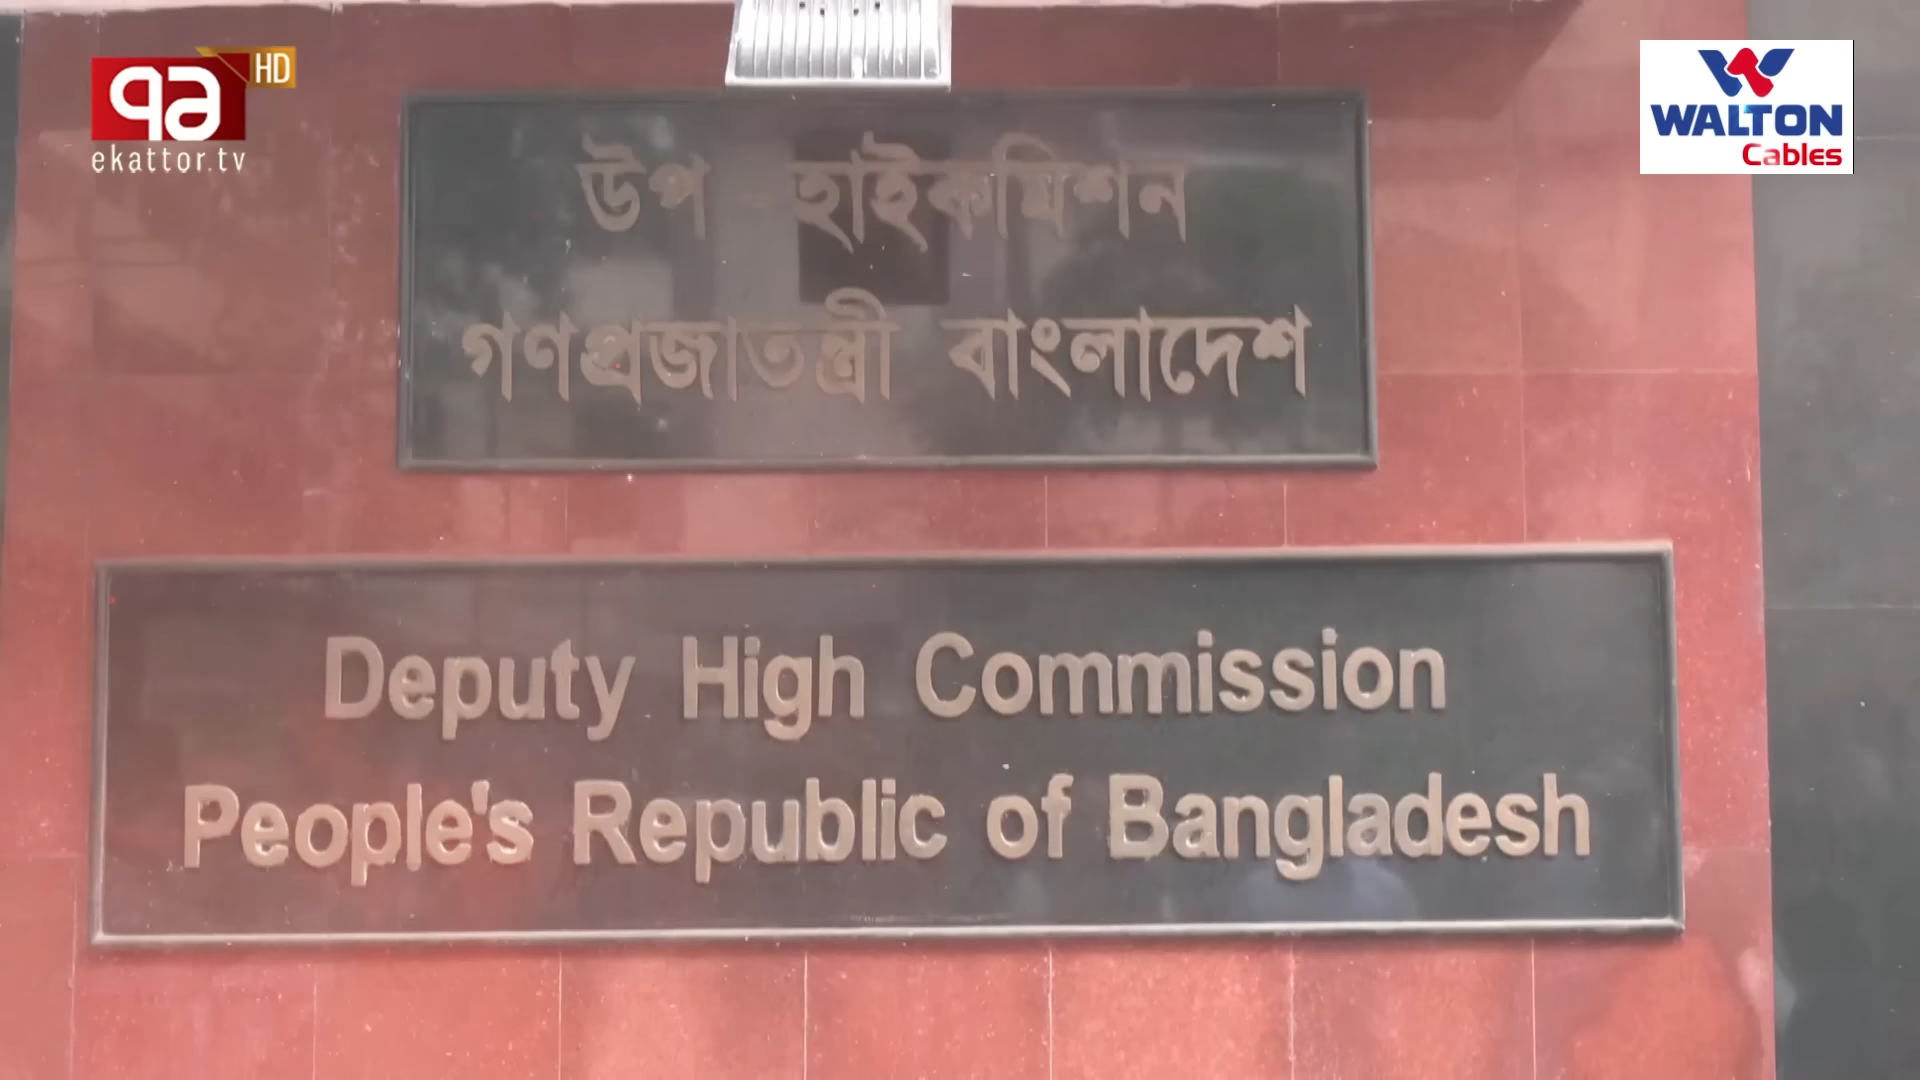 ৭১ HD
ekattor.tv
WALTON
Cables
উপ হাইকমিশন
গণপ্রজাতন্ত্রী বাংলাদেশ
Deputy High Commission
People's Republic of Bangladesh